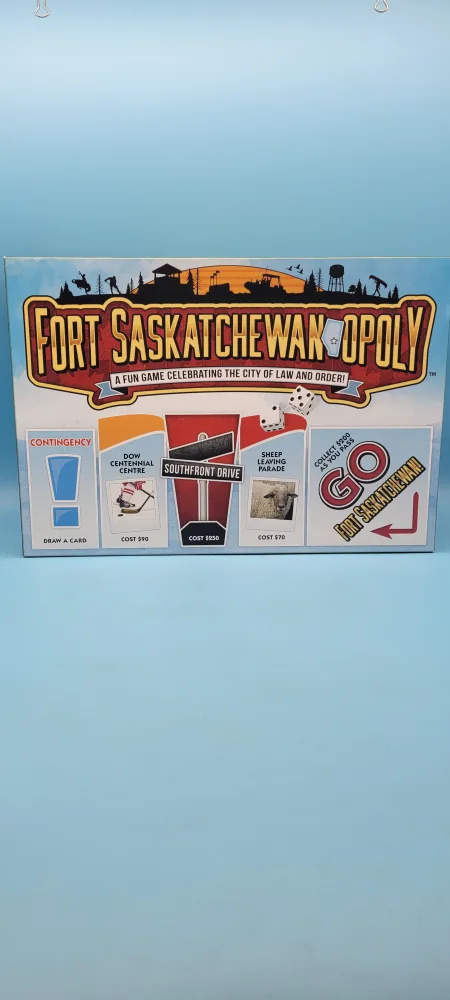 FORT SASKATCHEWAN OPOLY
TM
A FUN GAME CELEBRATING THE CITY OF LAW AND ORDER!
CONTINGENCY
DRAW A CARD
DOW
CENTENNIAL
CENTRE
COST $90
SOUTHFRONT DRIVE
COST $250
SHEEP
LEAVING
PARADE
COST $70
COLLECT $200
AS YOU PASS
GO
FORT SASKATCHEWAN!